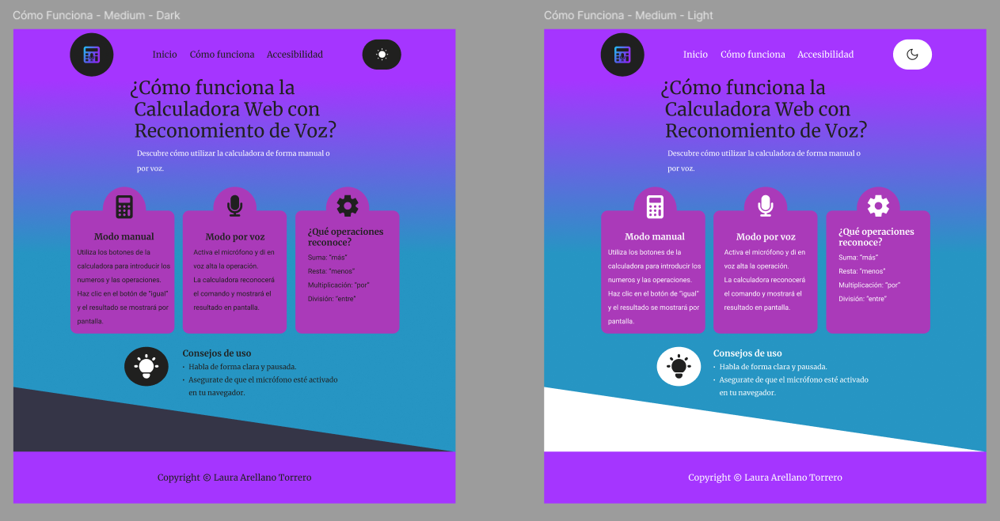 Cómo Funciona - Medium - Dark
Inicio Cómo funciona Accesibilidad
¿Cómo funciona la
Calculadora Web con
Reconomiento de Voz?
Descubre cómo utilizar la calculadora de forma manual o
por voz.
Modo manual
Utiliza los botones de la
calculadora para introducir los
numeros y las operaciones.
Haz clic en el botón de “igual”
y el resultado se mostrará por
pantalla.
Modo por voz
Activa el micrófono y di en
voz alta la operación.
La calculadora reconocerá
el comando y mostrará el
resultado en pantalla.
¿Qué operaciones
reconoce?
Suma: “más”
Resta: “menos”
Multiplicación: “por”
División: “entre”
Consejos de uso
• Habla de forma clara y pausada.
• Asegurate de que el micrófono esté activado
en tu navegador.
Copyright © Laura Arellano Torrero
Cómo Funciona - Medium - Light
Inicio Cómo funciona Accesibilidad
¿Cómo funciona la
Calculadora Web con
Reconomiento de Voz?
Descubre cómo utilizar la calculadora de forma manual o
por voz.
Modo manual
Utiliza los botones de la
calculadora para introducir los
numeros y las operaciones.
Haz clic en el botón de “igual”
y el resultado se mostrará por
pantalla.
Modo por voz
Activa el micrófono y di en
voz alta la operación.
La calculadora reconocerá
el comando y mostrará el
resultado en pantalla.
¿Qué operaciones
reconoce?
Suma: “más”
Resta: “menos”
Multiplicación: “por”
División: “entre”
Consejos de uso
• Habla de forma clara y pausada.
• Asegurate de que el micrófono esté activado
en tu navegador.
Copyright © Laura Arellano Torrero